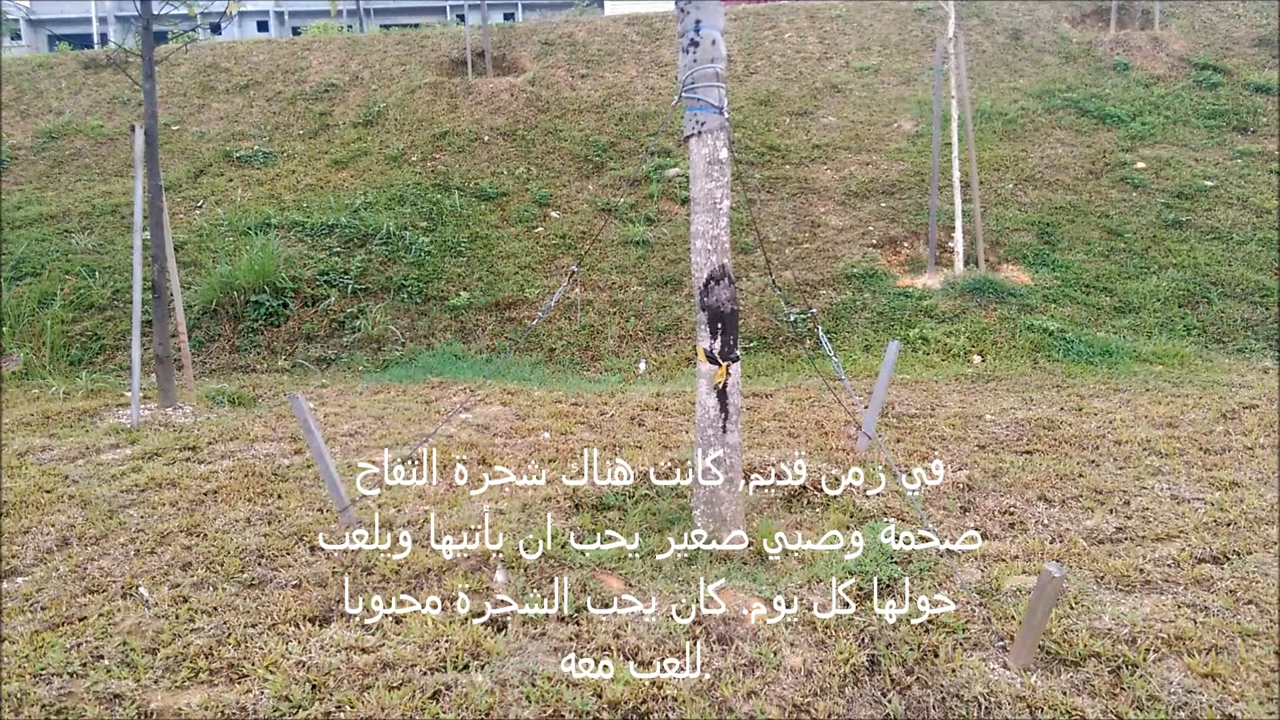 في زمن قديم, كانت هناك شجرة التفاح
ضخمة وصبي صغير يحب ان يأتيها ويلعب
حولها كل يوم. كان يحب الشجرة محبوبا
للعب معه.